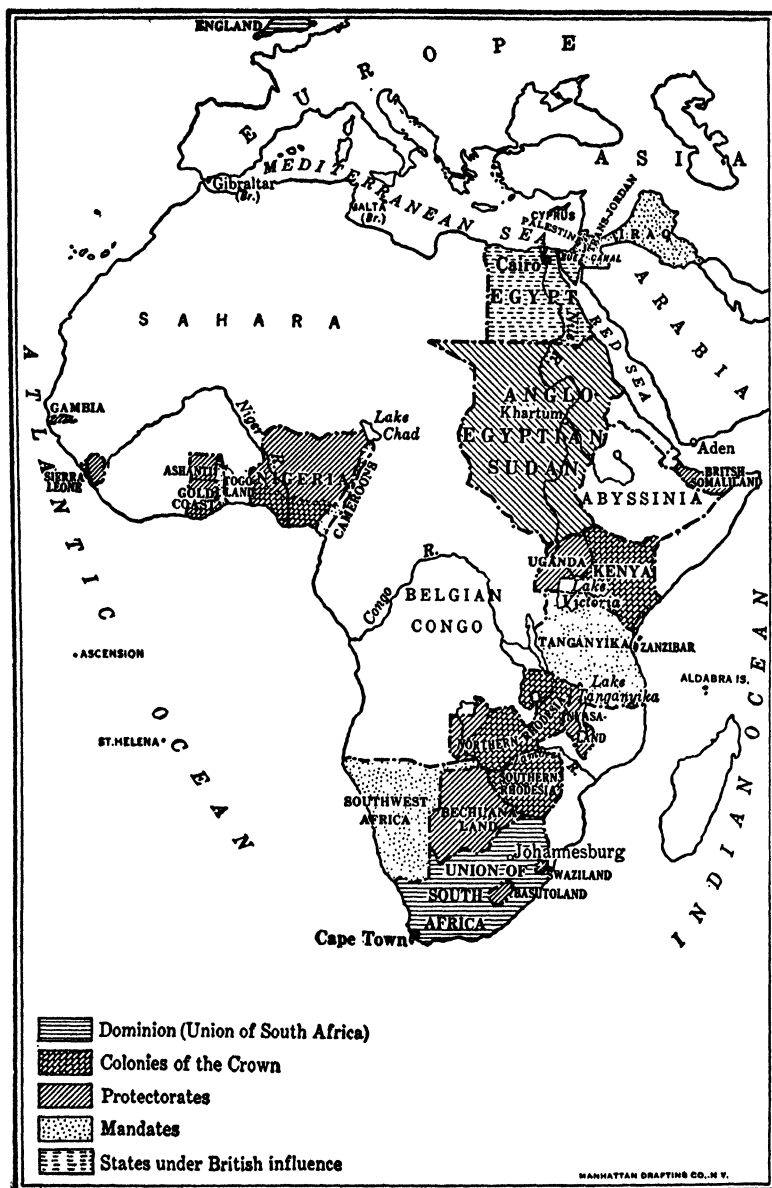 ENGLAND
EUROPE
ASIA
MEDITERRANEAN SEA
Gibraltar
(Br.)
MALTA
(Br.)
CYPRUS
PALESTINE
TRANS-JORDAN
IRAQ
SUEZ-CANAL
Cairo
EGYPT
NILE
R.
RED SEA
ARABIA
SAHARA
ATLANTIC OCEAN
GAMBIA
SIERRA
LEONE
Niger
R.
Lake
Chad
ASHANTI
GOLD
COAST
TOGO
LAND
NIGERIA
CAMEROONS
ANGLO-
Khartum
EGYPTIAN
SUDAN
Aden
BRITISH
SOMALILAND
ABYSSINIA
UGANDA
KENYA
Lake
Victoria
Congo
R.
BELGIAN
CONGO
TANGANYIKA
ZANZIBAR
Lake
Tanganyika
ALDABRA IS.
ASCENSION
ST.HELENA
NORTHERN
RHODESIA
NYASA-
LAND
SOUTHERN
RHODESIA
R.
SOUTHWEST
AFRICA
BECHUANA
LAND
Johannesburg
UNION OF
SOUTH
AFRICA
SWAZILAND
BASUTOLAND
Cape Town
INDIAN OCEAN
Dominion (Union of South Africa)
Colonies of the Crown
Protectorates
Mandates
States under British influence
MANHATTAN DRAFTING CO., N.Y.